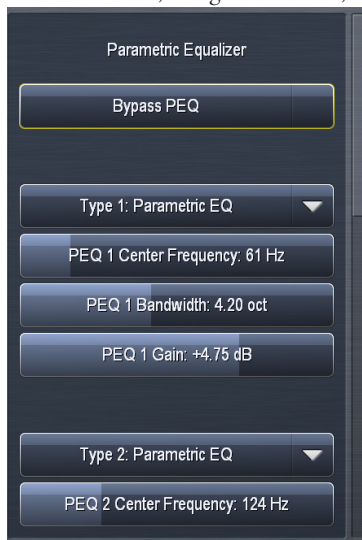 Parametric Equalizer
Bypass PEQ
Type 1: Parametric EQ
PEQ 1 Center Frequency: 61 Hz
PEQ 1 Bandwidth: 4.20 oct
PEQ 1 Gain: +4.75 dB
Type 2: Parametric EQ
PEQ 2 Center Frequency: 124 Hz